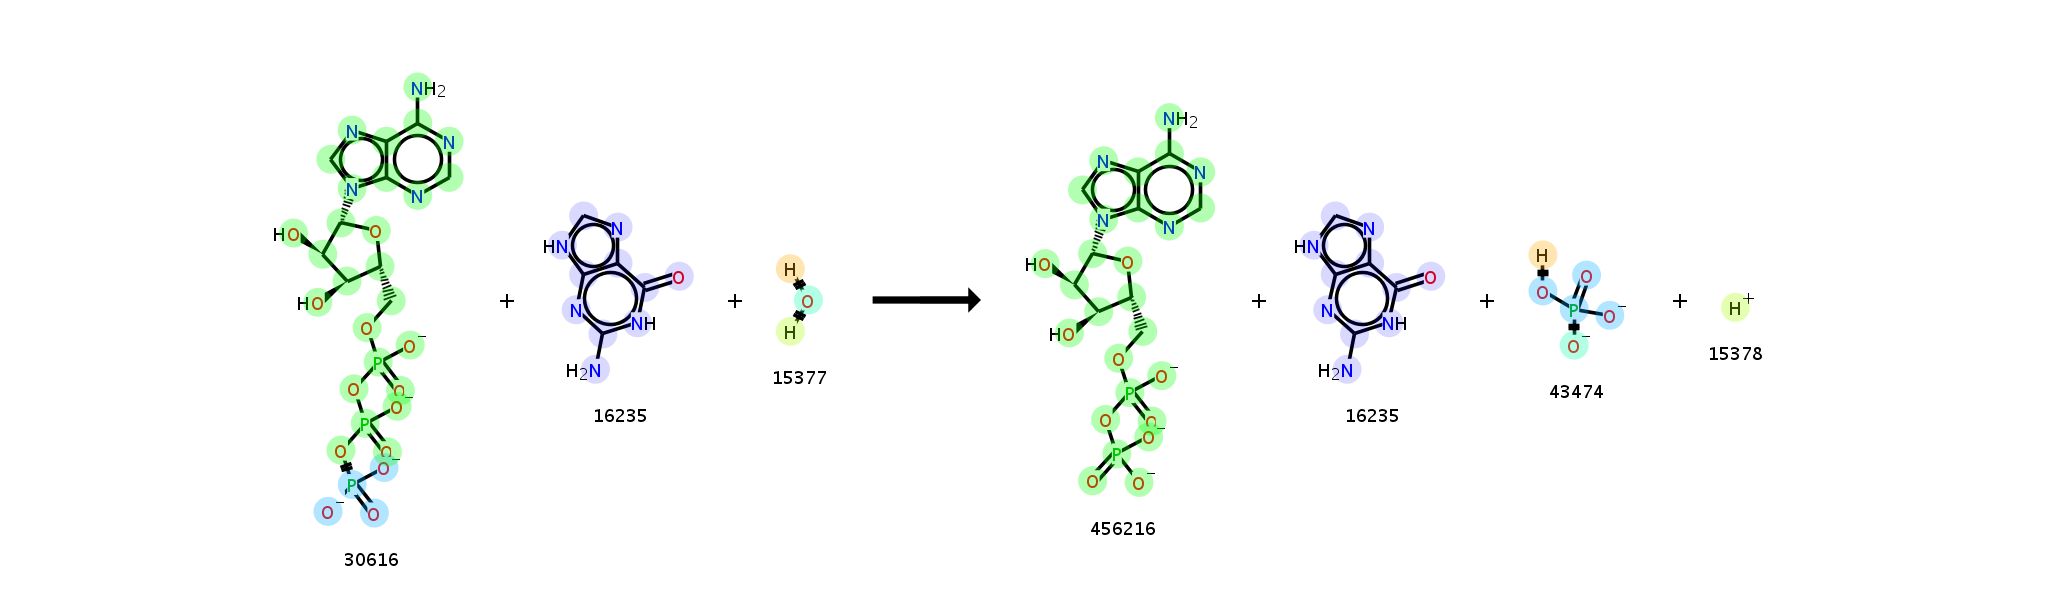 NH2
N
N
N
N
HO
O
HO
O
O−
P
O
O
O−
P
O
O
O−
P
O−
O
30616
+
N
HN
O
N
NH
H2N
16235
+
H
O
H
15377
NH2
N
N
N
N
HO
O
HO
O
O−
P
O
O
O−
P
O
O−
456216
+
N
HN
O
N
NH
H2N
16235
+
H
O
O
P
O−
O−
43474
+
H+
15378